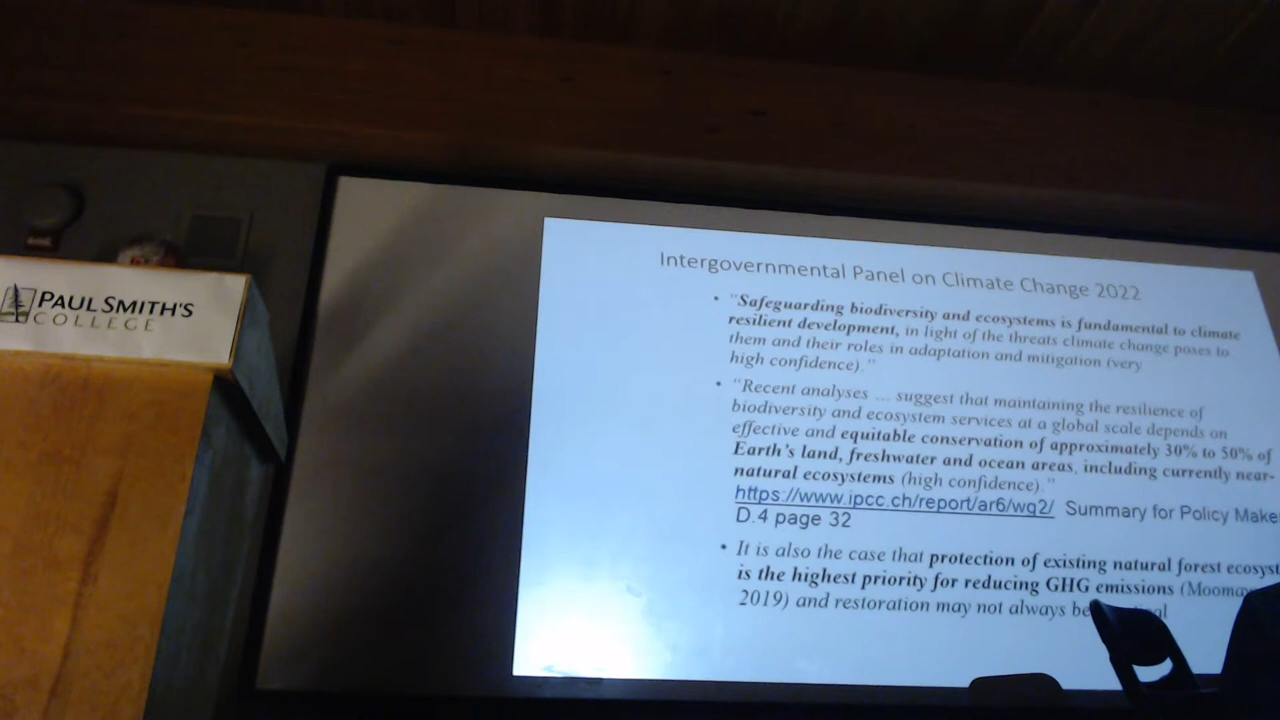 PAUL SMITH'S
COLLEGE
Intergovernmental Panel on Climate Change 2022
• "Safeguarding biodiversity and ecosystems is fundamental to climate
resilient development, in light of the threats climate change poses to
them and their roles in adaptation and mitigation (very
high confidence)."
• "Recent analyses ... suggest that maintaining the resilience of
biodiversity and ecosystem services at a global scale depends on
effective and equitable conservation of approximately 30% to 50% of
Earth's land, freshwater and ocean areas, including currently near-
natural ecosystems (high confidence)."
https://www.ipcc.ch/report/ar6/wg2/ Summary for Policy Make
D.4 page 32
• It is also the case that protection of existing natural forest ecosyst
is the highest priority for reducing GHG emissions (Mooma
2019) and restoration may not always be